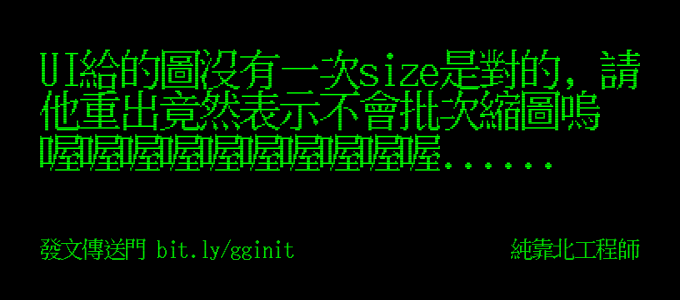 UI給的圖沒有一次size是對的，請
他重出竟然表示不會批次縮圖嗚
喔喔喔喔喔喔喔喔喔喔......
發文傳送門 bit.ly/gginit
純靠北工程師